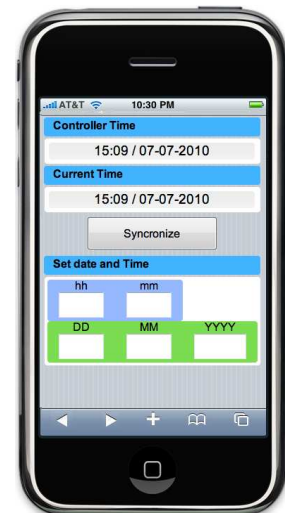 AT&T 10:30 PM
Controller Time
15:09 / 07-07-2010
Current Time
15:09 / 07-07-2010
Syncronize
Set date and Time
hh mm
DD MM YYYY